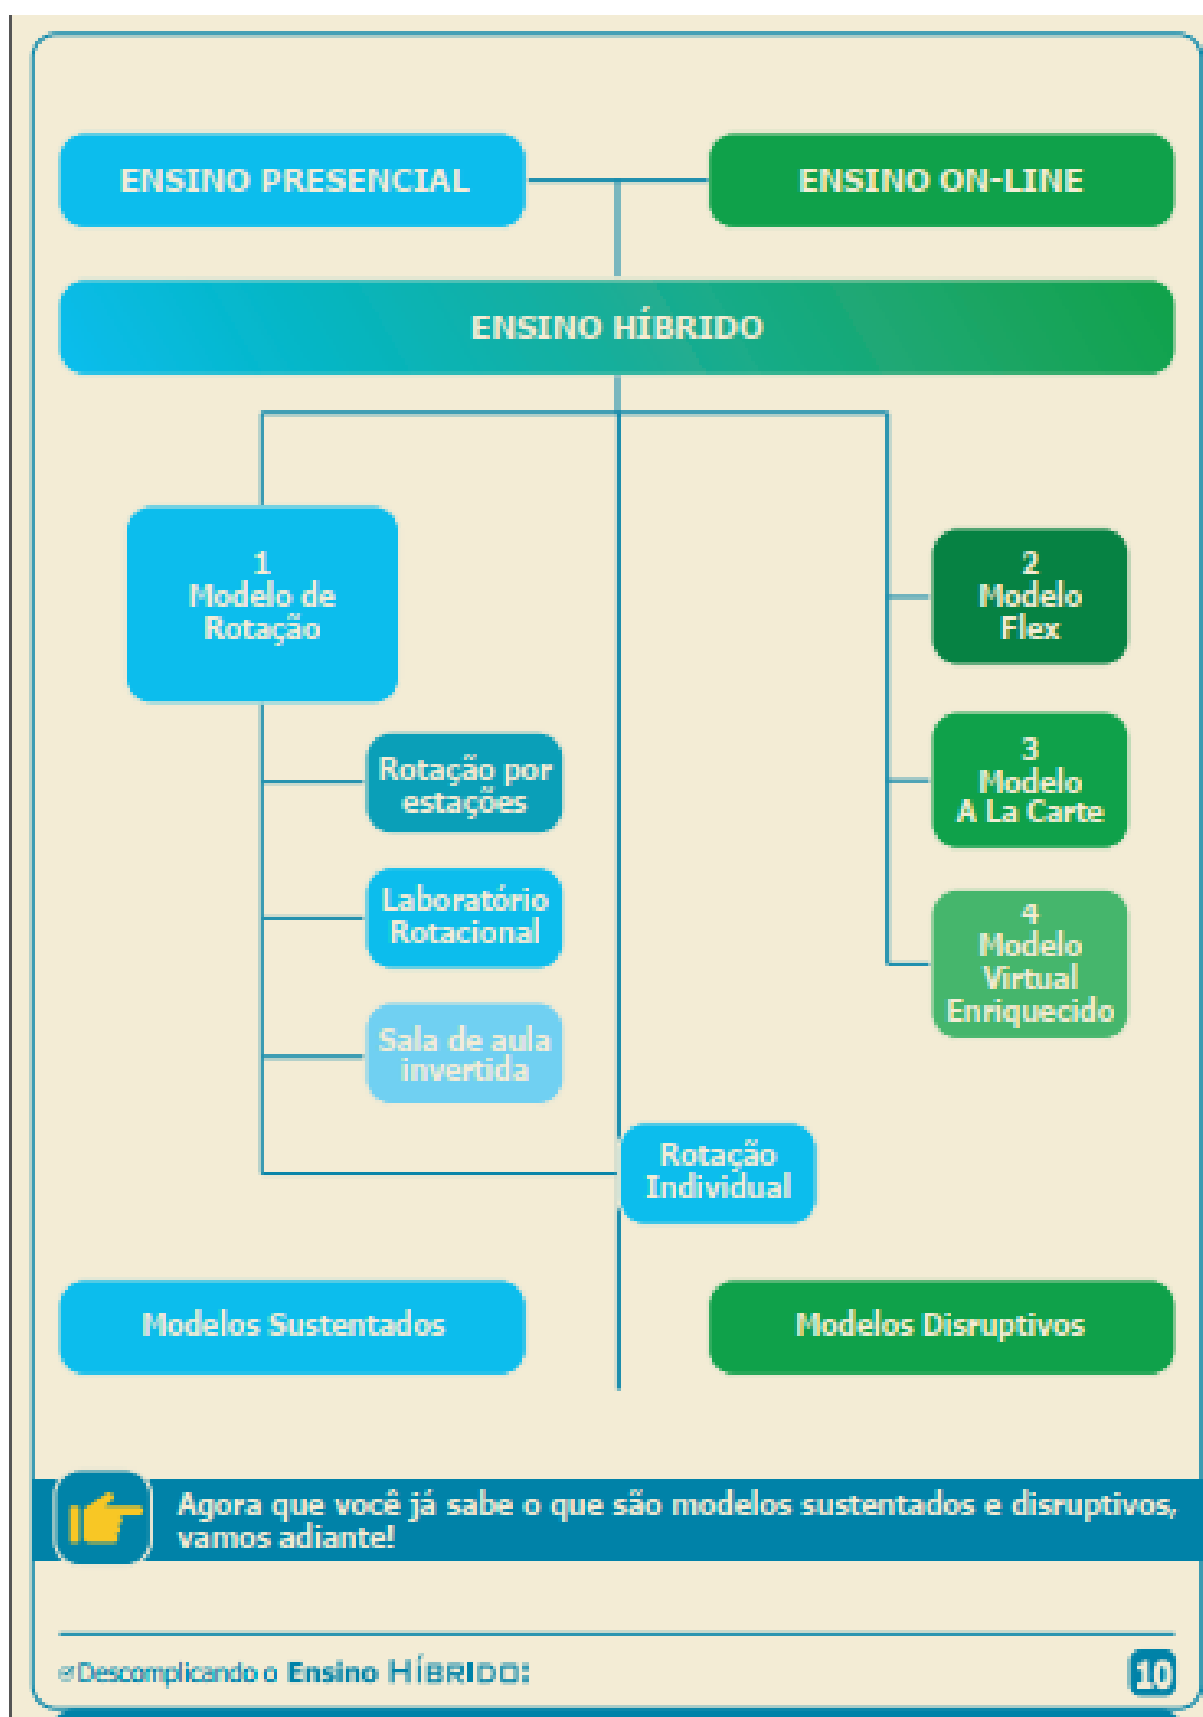 ENSINO PRESENCIAL
ENSINO ON-LINE
ENSINO HÍBRIDO
1
Modelo de
Rotação
2
Modelo
Flex
Rotação por
estações
3
Modelo
A La Carte
Laboratório
Rotacional
4
Modelo
Virtual
Enriquecido
Sala de aula
invertida
Rotação
Individual
Modelos Sustentados
Modelos Disruptivos
Agora que você já sabe o que são modelos sustentados e disruptivos,
vamos adiante!
Descomplicando o Ensino HÍBRIDO:
10